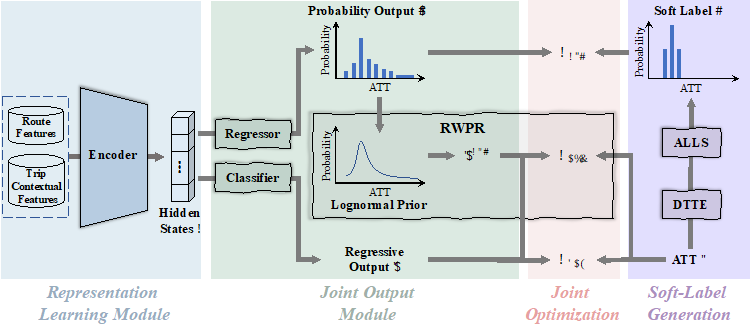 Probability Output $
Soft Label #
Probability
ATT
! ! "#
Probability
ATT
Route
Features
Trip
Contextual
Features
Encoder
Hidden
States !
Regressor
Classifier
RWPR
Probability
ATT
Lognormal Prior
$! "#
! $%&
ALLS
DTTE
Regressive
Output $
! ' $(
ATT "
Representation
Learning Module
Joint Output
Module
Joint
Optimization
Soft-Label
Generation